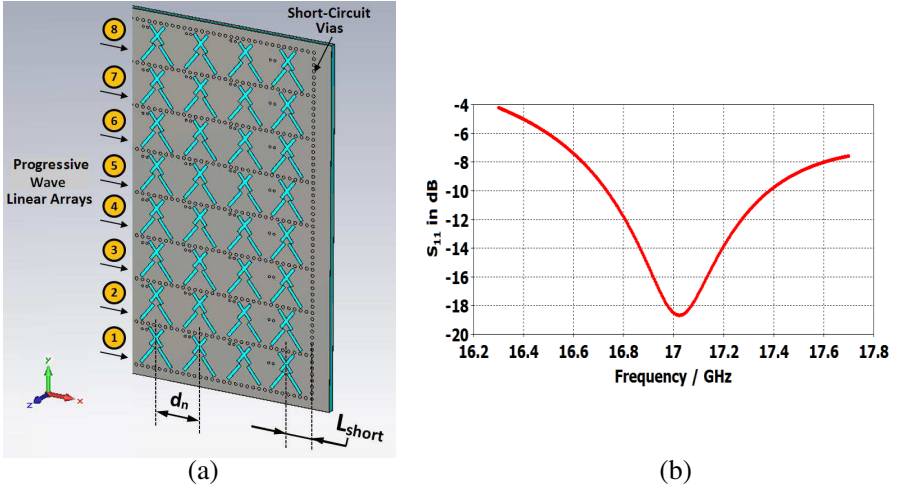 Short-Circuit
Vias
8
7
6
5
4
3
2
1
Progressive
Wave
Linear Arrays
y
z
x
dn
Lshort
(a)
S11 in dB
-4
-6
-8
-10
-12
-14
-16
-18
-20
16.2 16.4 16.6 16.8 17 17.2 17.4 17.6 17.8
Frequency / GHz
(b)